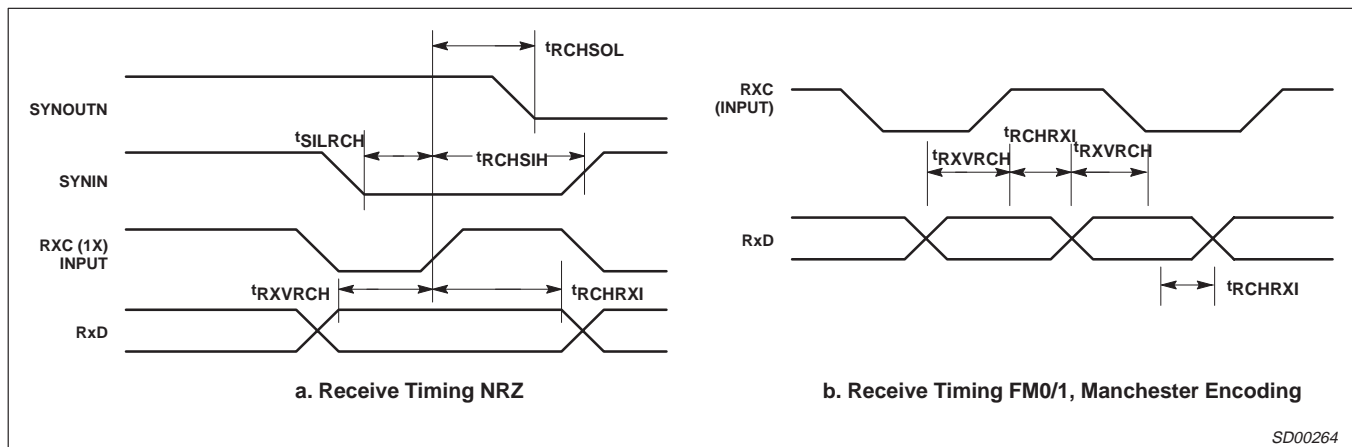 tRCHSOL
SYNOUTN
tSILRCH
tRCHSIH
SYNIN
RXC (1X)
INPUT
tRXVRCH
tRCHRXI
RxD
a. Receive Timing NRZ
RXC
(INPUT)
tRCHRXI
tRXVRCH
tRXVRCH
RxD
tRCHRXI
b. Receive Timing FM0/1, Manchester Encoding
SD00264